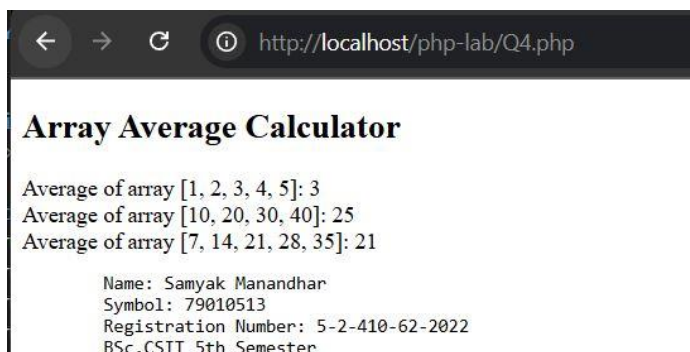 http://localhost/php-lab/Q4.php
Array Average Calculator
Average of array [1, 2, 3, 4, 5]: 3
Average of array [10, 20, 30, 40]: 25
Average of array [7, 14, 21, 28, 35]: 21
Name: Samyak Manandhar
Symbol: 79010513
Registration Number: 5-2-410-62-2022
BSc.CSIT 5th Semester